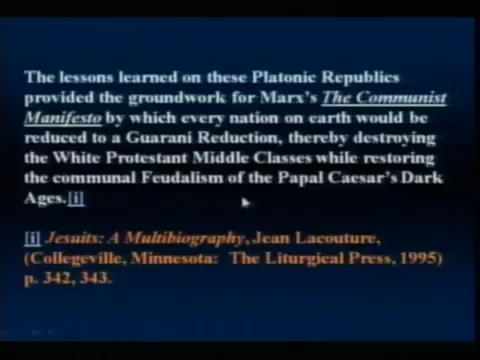 The lessons learned on these Platonic Republics
provided the groundwork for Marx's The Communist
Manifesto by which every nation on earth would be
reduced to a Guarani Reduction, thereby destroying
the White Protestant Middle Classes while restoring
the communal Feudalism of the Papal Caesar's Dark
Ages.[i]
[i] Jesuits: A Multibiography, Jean Lacouture,
(Collegeville, Minnesota: The Liturgical Press, 1995)
p. 342, 343.